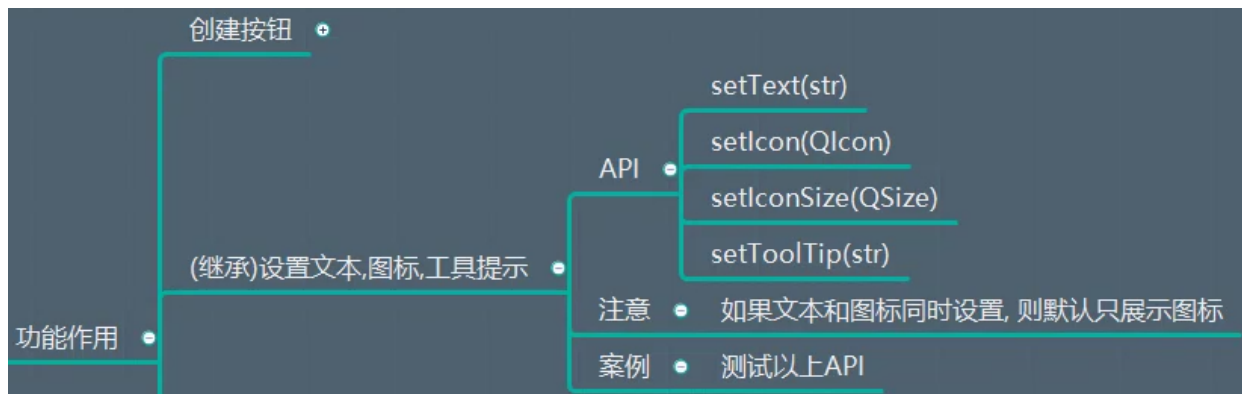 创建按钮
setText(str)
setIcon(QIcon)
API
setIconSize(QSize)
setToolTip(str)
(继承)设置文本,图标,工具提示
注意
如果文本和图标同时设置, 则默认只展示图标
功能作用
案例
测试以上API